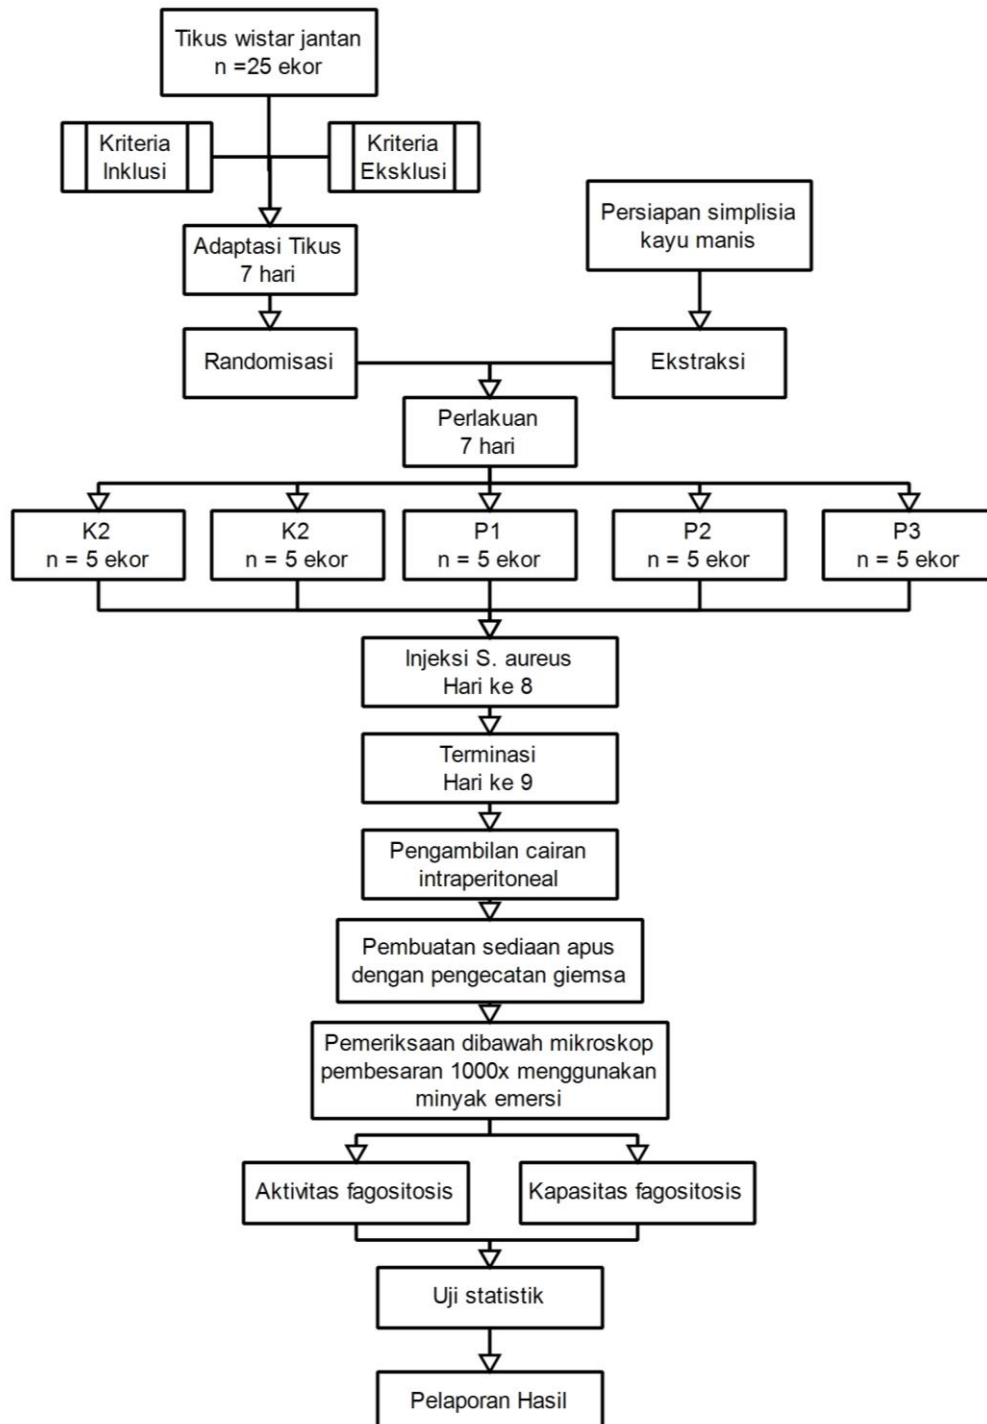 Tikus wistar jantan
n =25 ekor
Kriteria
Inklusi
Kriteria
Eksklusi
Persiapan simplisia
kayu manis
Adaptasi Tikus
7 hari
Randomisasi
Ekstraksi
Perlakuan
7 hari
K2
n = 5 ekor
K2
n = 5 ekor
P1
n = 5 ekor
P2
n = 5 ekor
P3
n = 5 ekor
Injeksi S. aureus
Hari ke 8
Terminasi
Hari ke 9
Pengambilan cairan
intraperitoneal
Pembuatan sediaan apus
dengan pengecatan giemsa
Pemeriksaan dibawah mikroskop
pembesaran 1000x menggunakan
minyak emersi
Aktivitas fagositosis
Kapasitas fagositosis
Uji statistik
Pelaporan Hasil